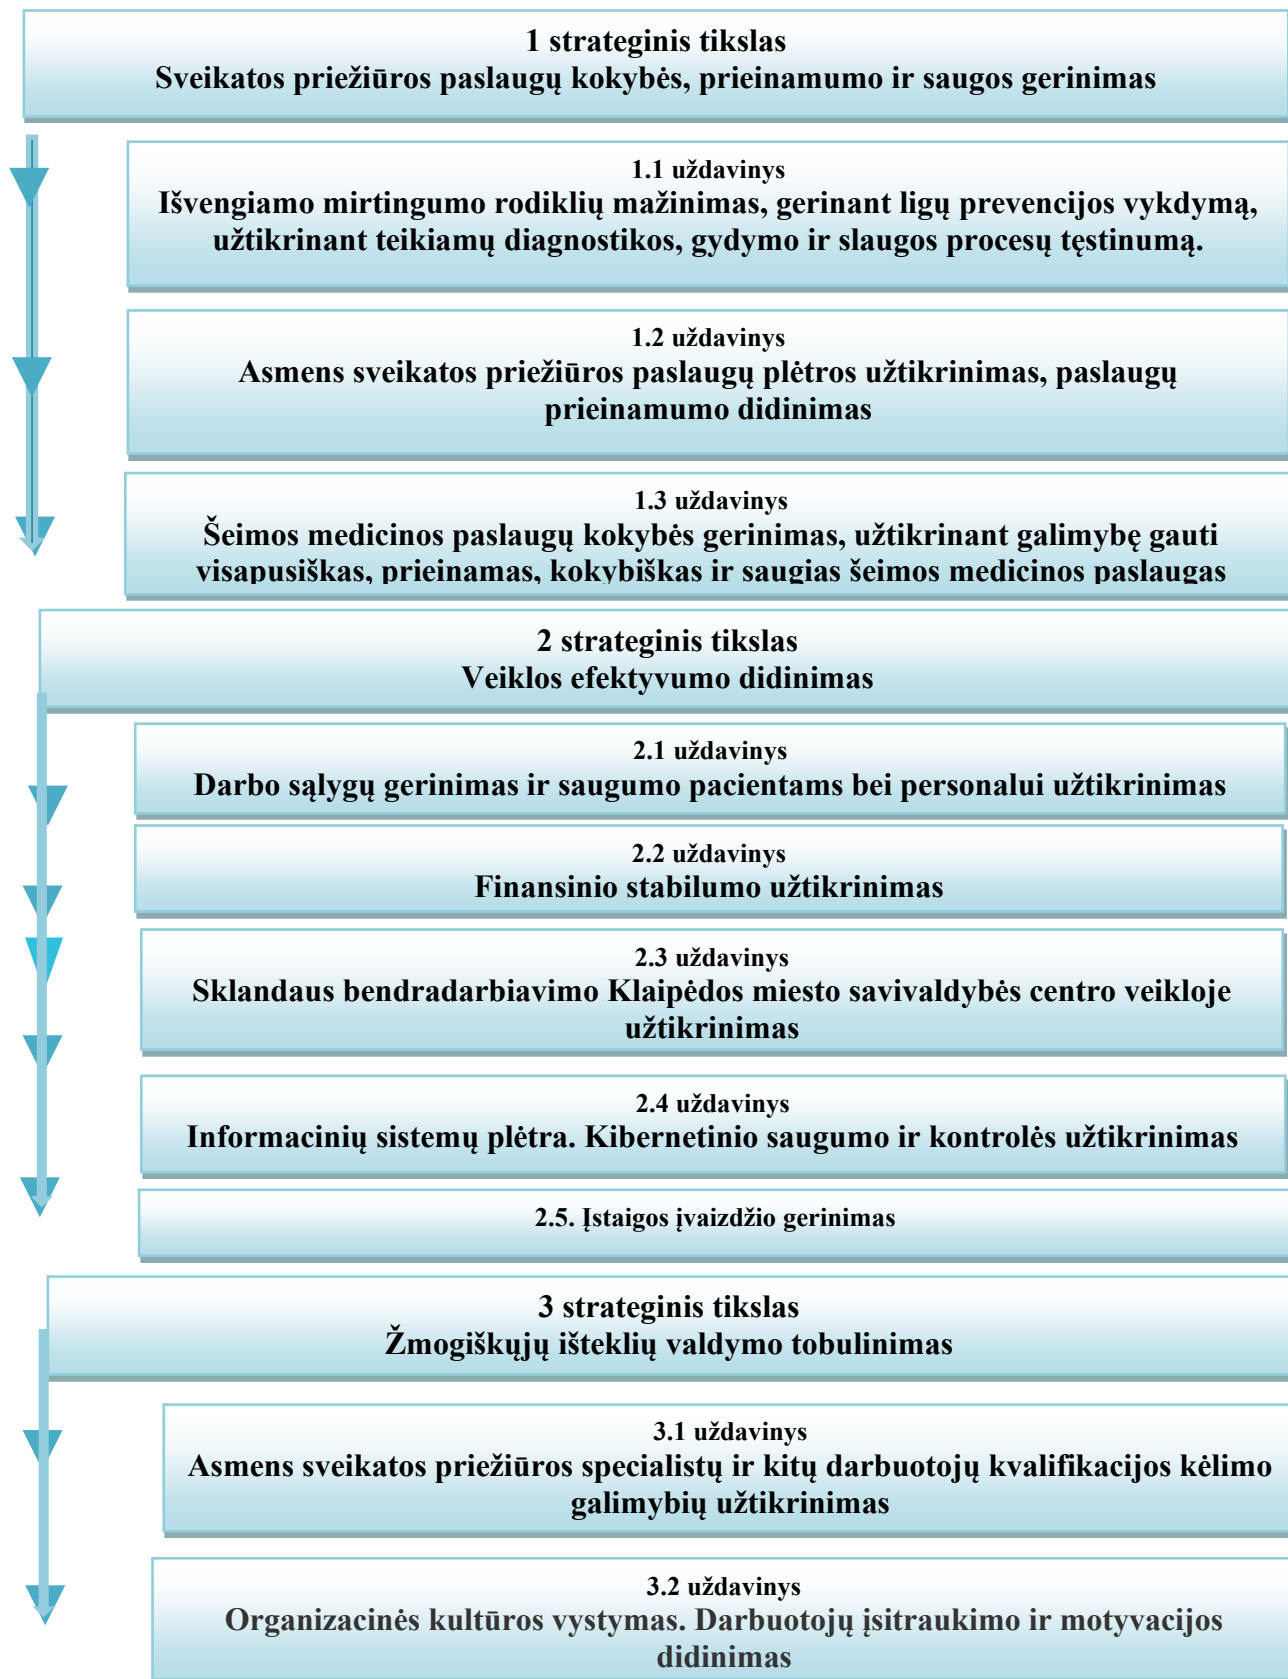 1 strateginis tikslas
Sveikatos priežiūros paslaugų kokybės, prieinamumo ir saugos gerinimas
1.1 uždavinys
Išvengiamo mirtingumo rodiklių mažinimas, gerinant ligų prevencijos vykdymą,
užtikrinant teikiamų diagnostikos, gydymo ir slaugos procesų tęstinumą.
1.2 uždavinys
Asmens sveikatos priežiūros paslaugų plėtros užtikrinimas, paslaugų
prieinamumo didinimas
1.3 uždavinys
Šeimos medicinos paslaugų kokybės gerinimas, užtikrinant galimybę gauti
visapusiškas, prieinamas, kokybiškas ir saugias šeimos medicinos paslaugas
2 strateginis tikslas
Veiklos efektyvumo didinimas
2.1 uždavinys
Darbo sąlygų gerinimas ir saugumo pacientams bei personalui užtikrinimas
2.2 uždavinys
Finansinio stabilumo užtikrinimas
2.3 uždavinys
Sklandaus bendradarbiavimo Klaipėdos miesto savivaldybės centro veikloje
užtikrinimas
2.4 uždavinys
Informacinių sistemų plėtra. Kibernetinio saugumo ir kontrolės užtikrinimas
2.5. Įstaigos įvaizdžio gerinimas
3 strateginis tikslas
Žmogiškųjų išteklių valdymo tobulinimas
3.1 uždavinys
Asmens sveikatos priežiūros specialistų ir kitų darbuotojų kvalifikacijos kėlimo
galimybių užtikrinimas
3.2 uždavinys
Organizacinės kultūros vystymas. Darbuotojų įsitraukimo ir motyvacijos
didinimas